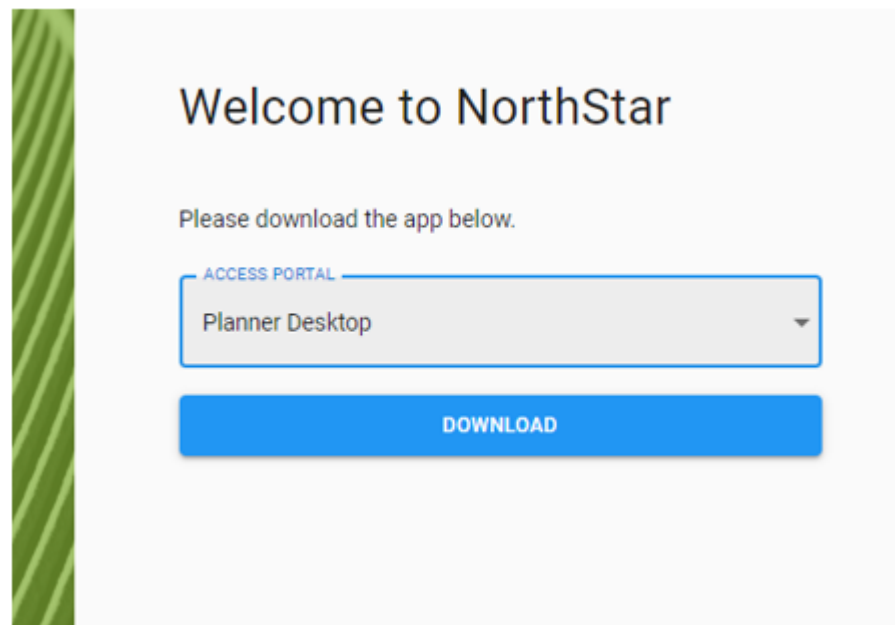 Welcome to NorthStar
Please download the app below.
ACCESS PORTAL
Planner Desktop
DOWNLOAD